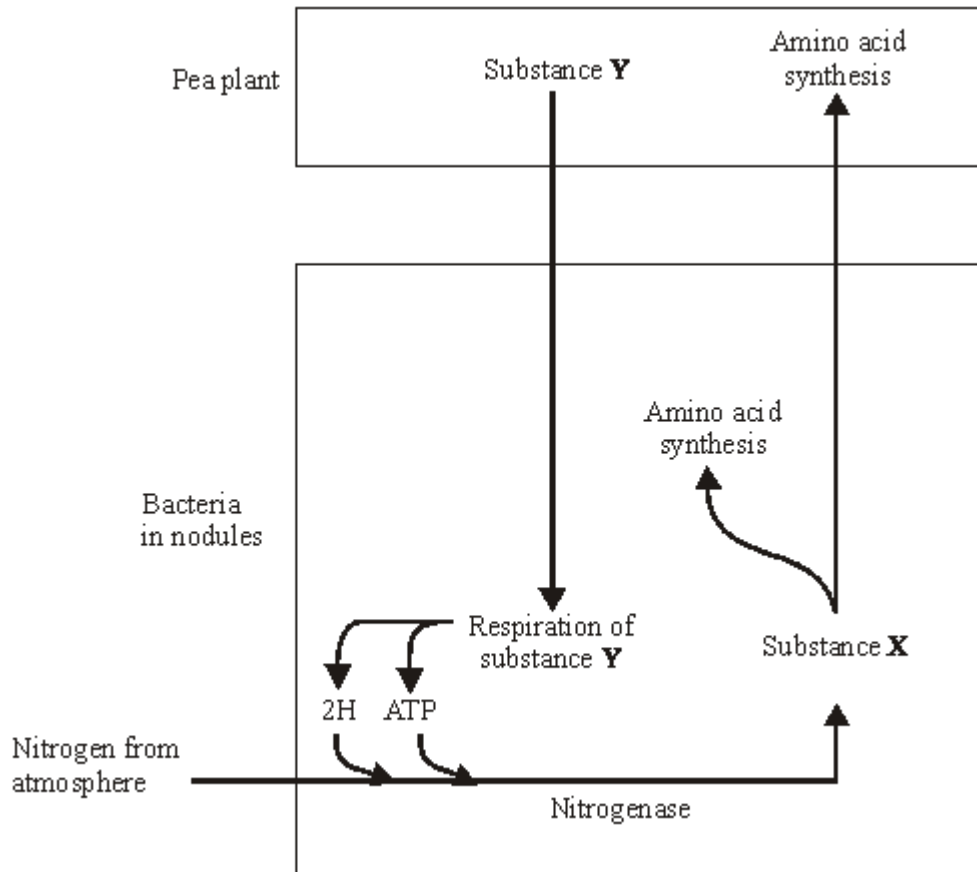 Pea plant
Substance Y
Amino acid
synthesis
Bacteria
in nodules
Amino acid
synthesis
Respiration of
substance Y
Substance X
2H
ATP
Nitrogen from
atmosphere
Nitrogenase